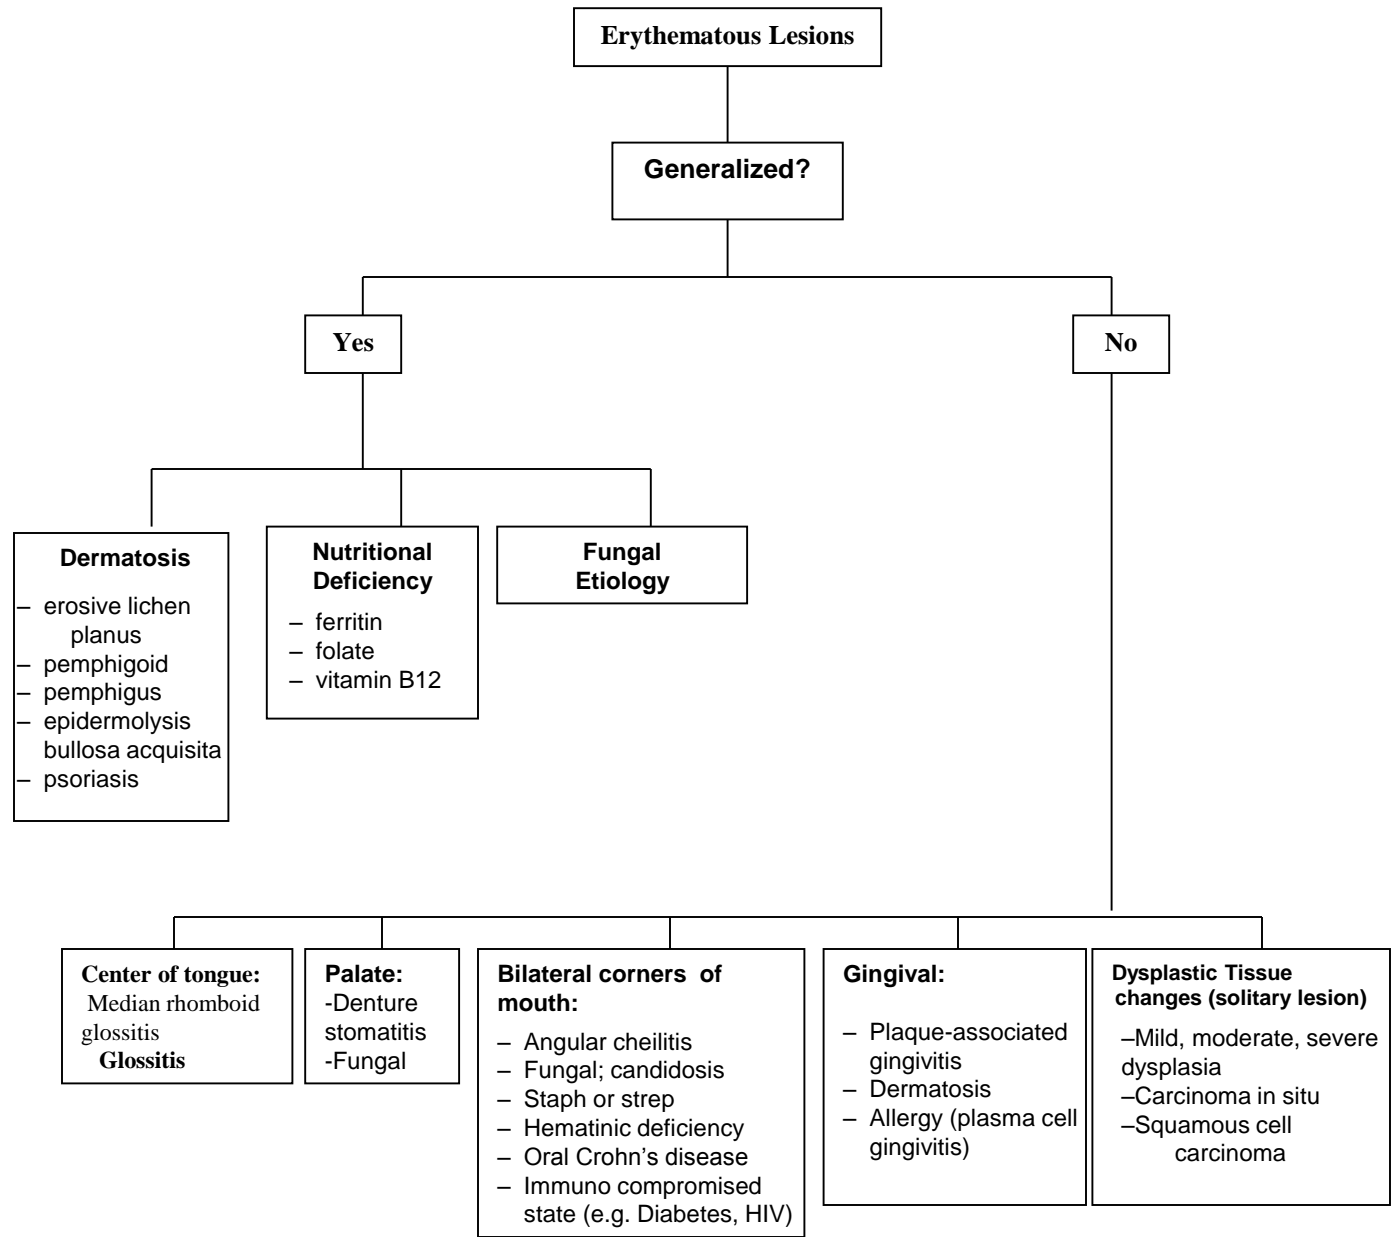 Erythematous Lesions
Generalized?
Yes
No
Dermatosis
– erosive lichen
planus
– pemphigoid
– pemphigus
– epidermolysis
bullosa acquisita
– psoriasis
Nutritional
Deficiency
– ferritin
– folate
– vitamin B12
Fungal
Etiology
Center of tongue:
Median rhomboid
glossitis
Glossitis
Palate:
-Denture
stomatitis
-Fungal
Bilateral corners of
mouth:
– Angular cheilitis
– Fungal; candidosis
– Staph or strep
– Hematinic deficiency
– Oral Crohn’s disease
– Immuno compromised
state (e.g. Diabetes, HIV)
Gingival:
– Plaque-associated
gingivitis
– Dermatosis
– Allergy (plasma cell
gingivitis)
Dysplastic Tissue
changes (solitary lesion)
–Mild, moderate, severe
dysplasia
–Carcinoma in situ
–Squamous cell
carcinoma